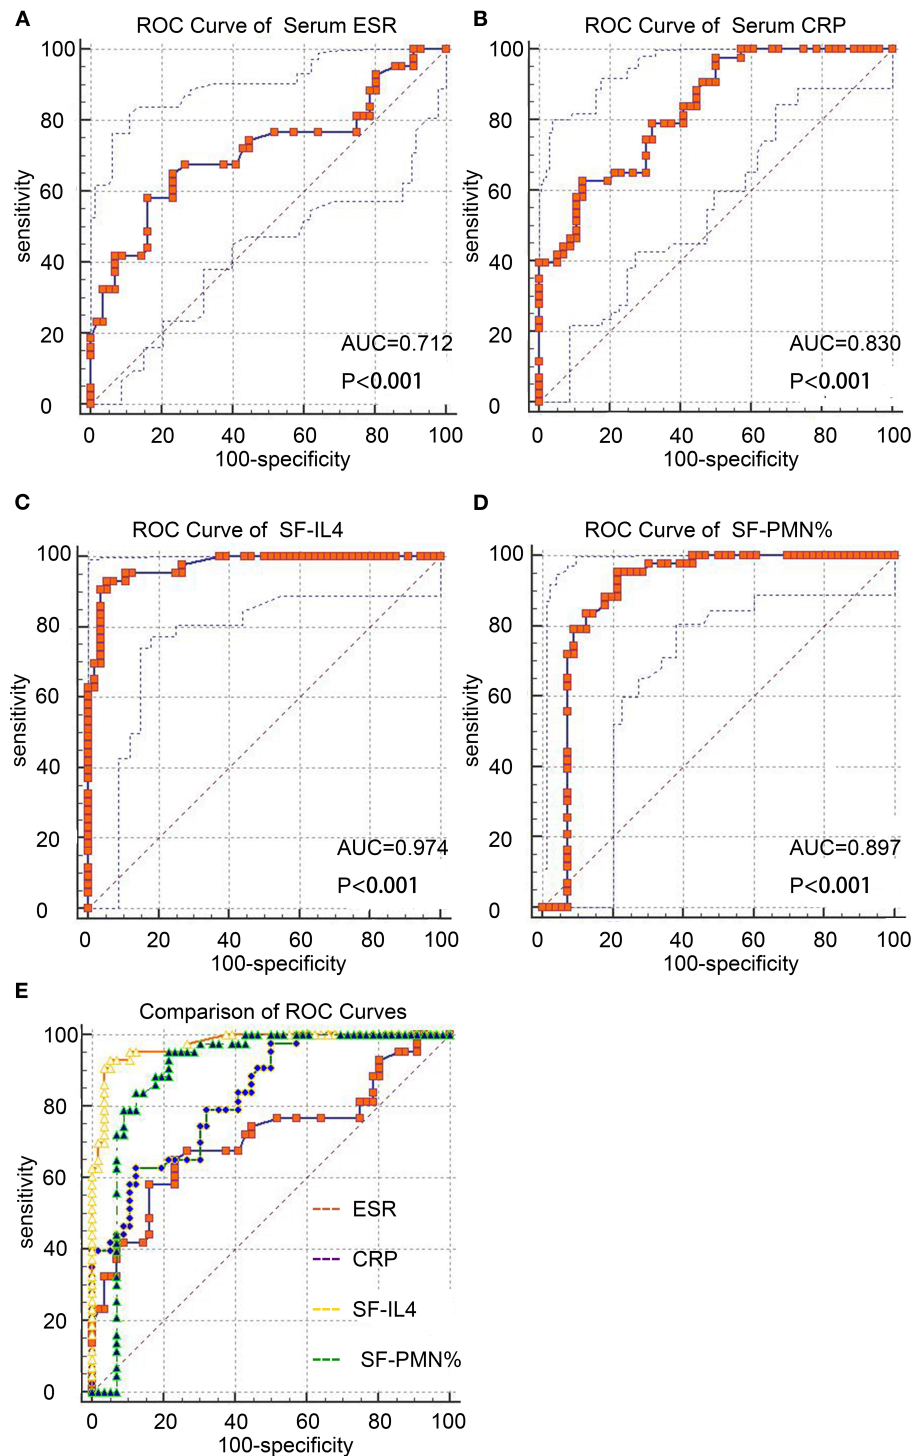 A
ROC Curve of Serum ESR
100
80
60
40
20
0
sensitivity
AUC=0.712
P<0.001
0 20 40 60 80 100
100-specificity
B
ROC Curve of Serum CRP
100
80
60
40
20
0
sensitivity
AUC=0.830
P<0.001
0 20 40 60 80 100
100-specificity
C
ROC Curve of SF-IL4
100
80
60
40
20
0
sensitivity
AUC=0.974
P<0.001
0 20 40 60 80 100
100-specificity
D
ROC Curve of SF-PMN%
100
80
60
40
20
0
sensitivity
AUC=0.897
P<0.001
0 20 40 60 80 100
100-specificity
E
Comparison of ROC Curves
100
80
60
40
20
0
sensitivity
ESR
CRP
SF-IL4
SF-PMN%
0 20 40 60 80 100
100-specificity